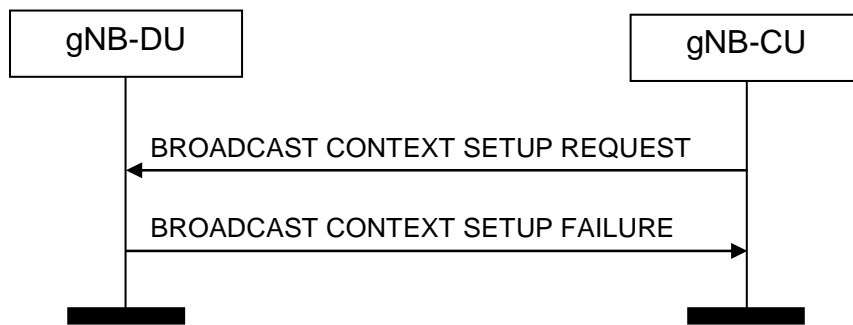 gNB-DU
gNB-CU
BROADCAST CONTEXT SETUP REQUEST
BROADCAST CONTEXT SETUP FAILURE